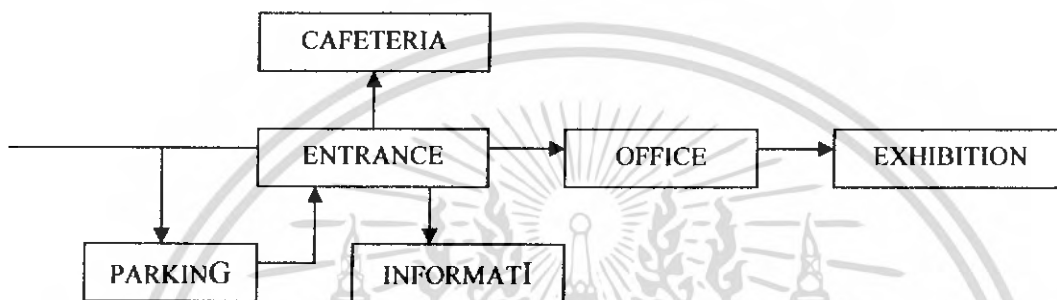 CAFETERIA
ENTRANCE
OFFICE
EXHIBITION
PARKING
INFORMATI